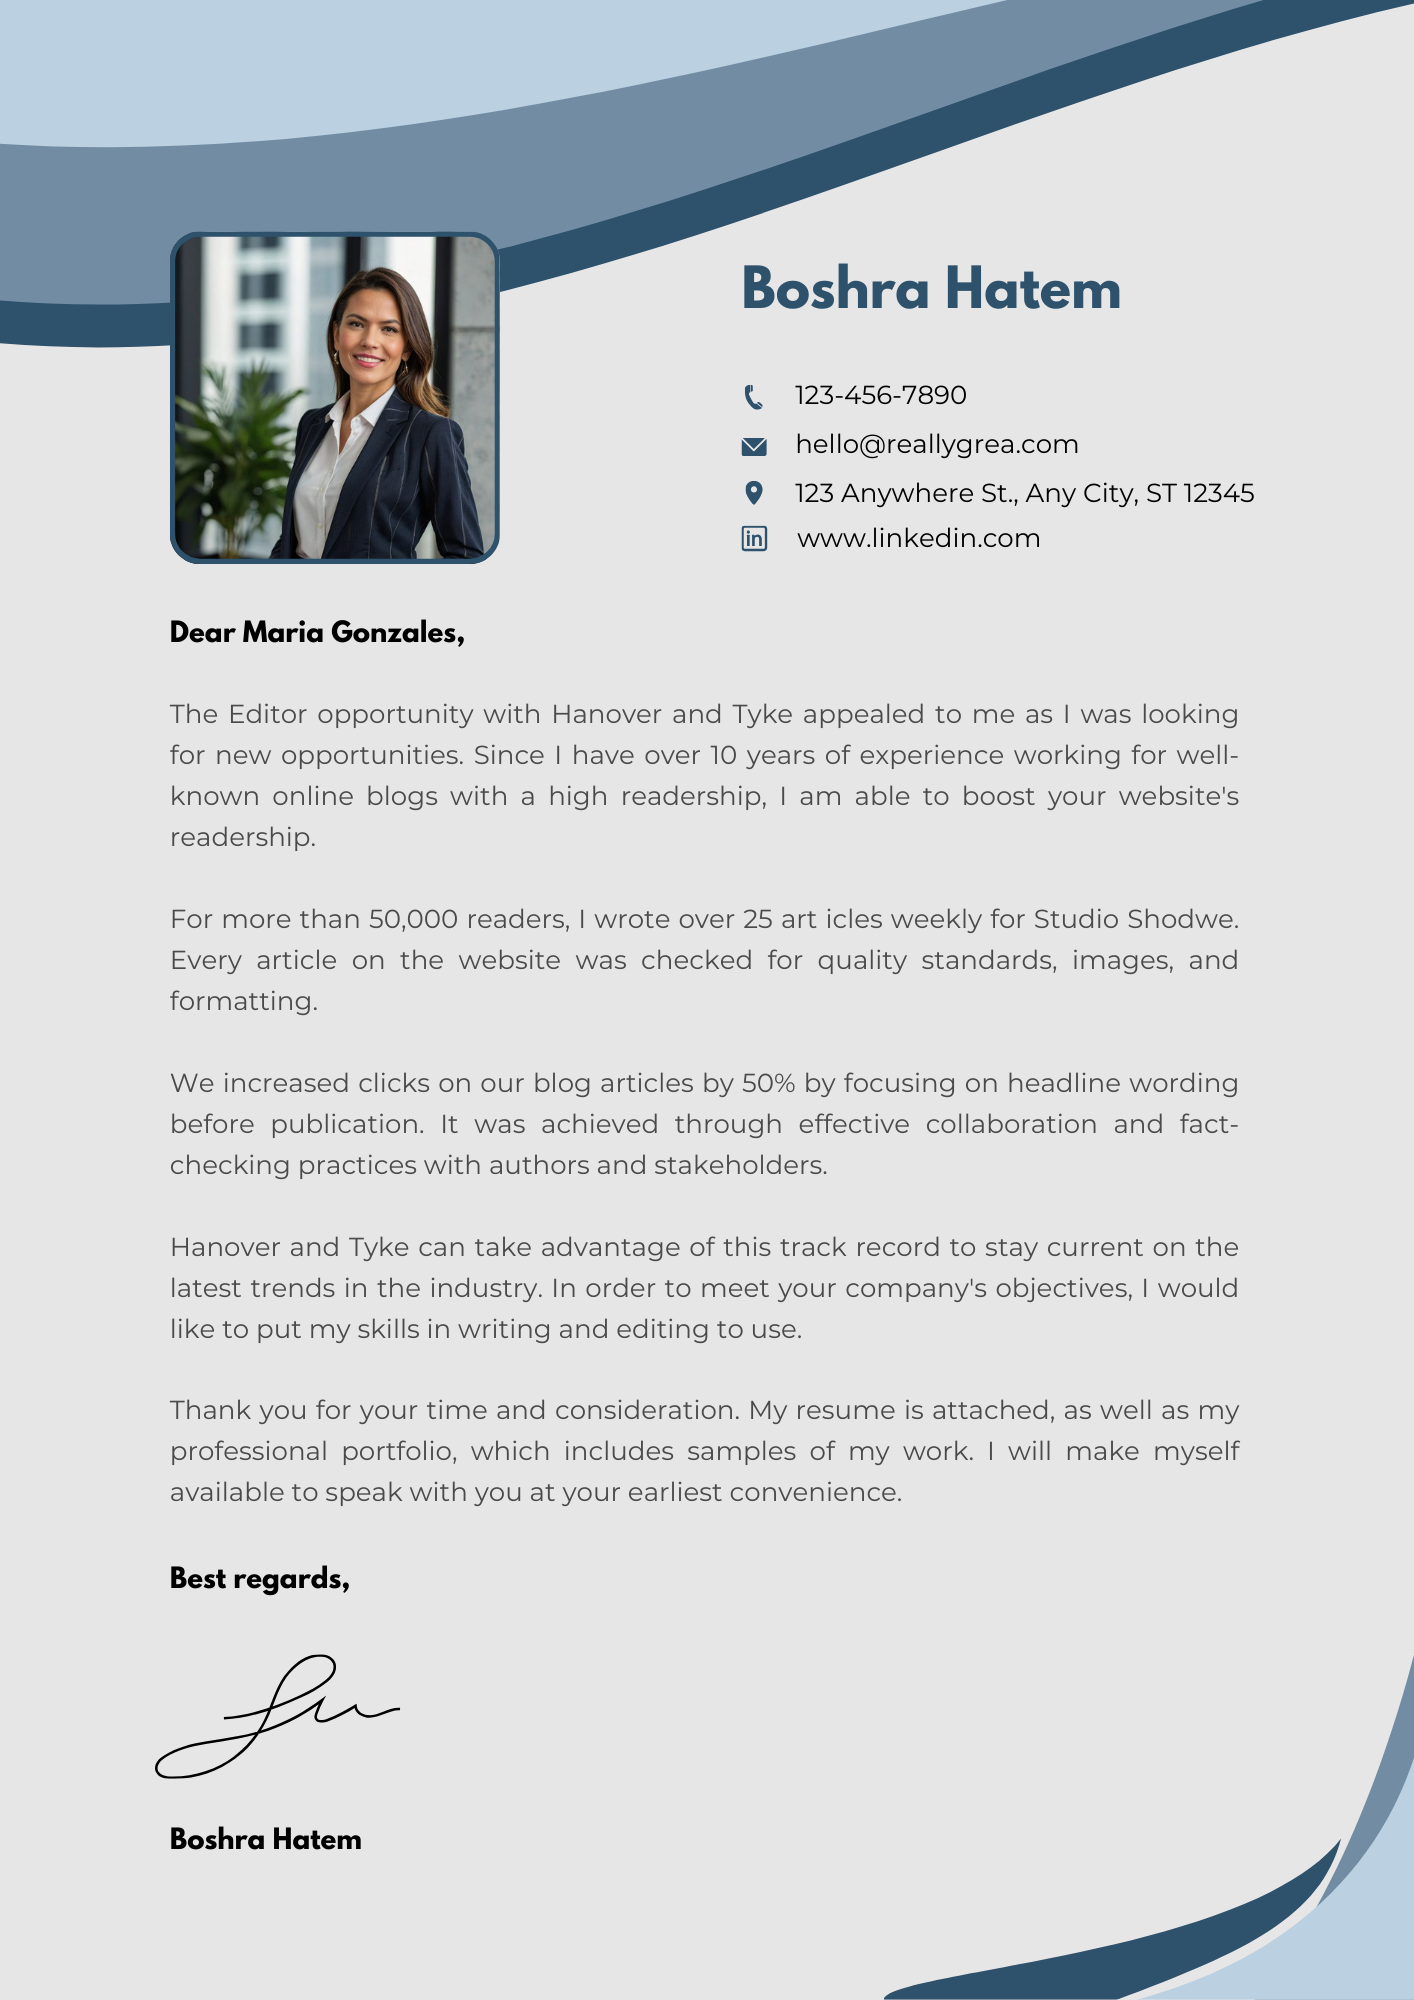 Boshra Hatem
123-456-7890
hello@reallygrea.com
123 Anywhere St., Any City, ST 12345
in www.linkedin.com
Dear Maria Gonzales,
The Editor opportunity with Hanover and Tyke appealed to me as I was looking
for new opportunities. Since I have over 10 years of experience working for well-
known online blogs with a high readership, I am able to boost your website's
readership.
For more than 50,000 readers, I wrote over 25 art icles weekly for Studio Shodwe.
Every article on the website was checked for quality standards, images, and
formatting.
We increased clicks on our blog articles by 50% by focusing on headline wording
before publication. It was achieved through effective collaboration and fact-
checking practices with authors and stakeholders.
Hanover and Tyke can take advantage of this track record to stay current on the
latest trends in the industry. In order to meet your company's objectives, I would
like to put my skills in writing and editing to use.
Thank you for your time and consideration. My resume is attached, as well as my
professional portfolio, which includes samples of my work. I will make myself
available to speak with you at your earliest convenience.
Best regards,
Boshra Hatem